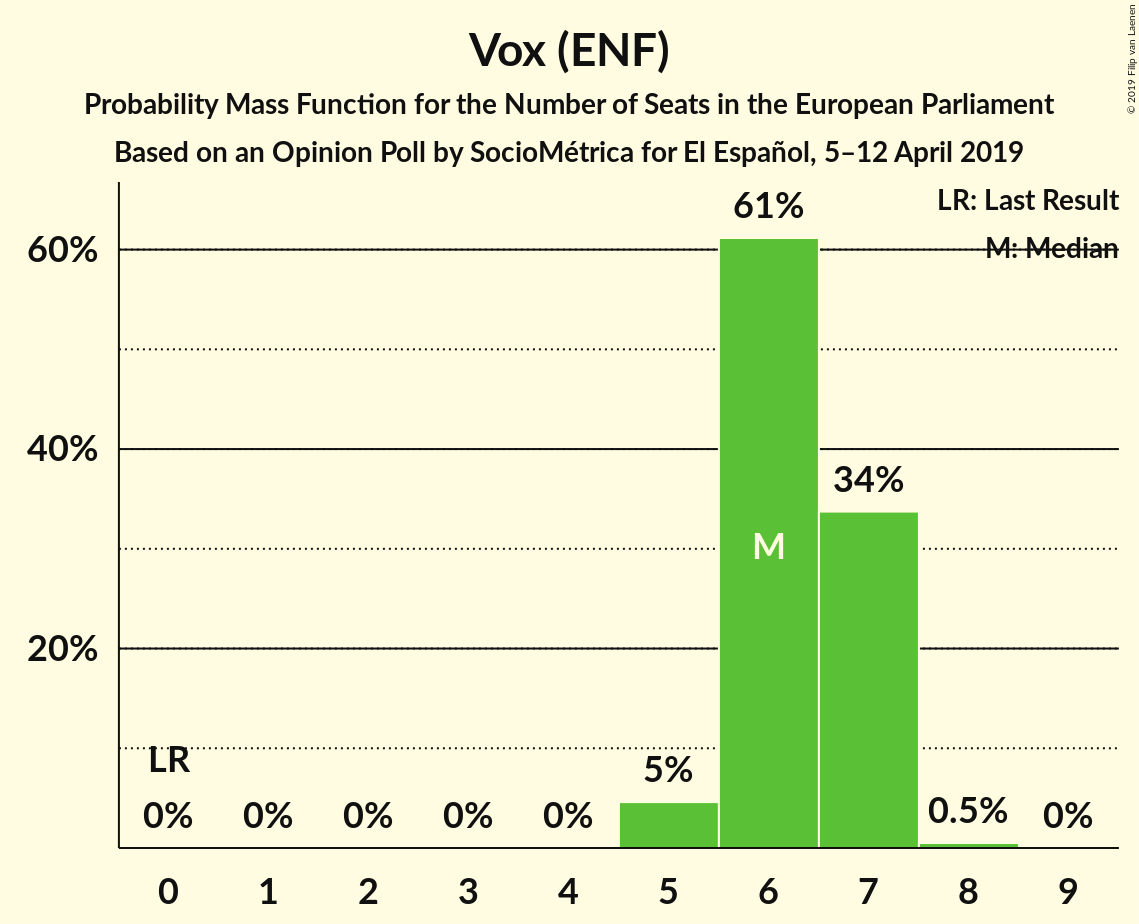 Vox (ENF)
Probability Mass Function for the Number of Seats in the European Parliament
Based on an Opinion Poll by SocioMétrica for El Español, 5–12 April 2019
© 2019 Filip van Laenen
LR: Last Result
M: Median
60%
40%
20%
61%
34%
M
LR
0%
0%
0%
0%
0%
5%
0.5%
0%
0 1 2 3 4 5 6 7 8 9